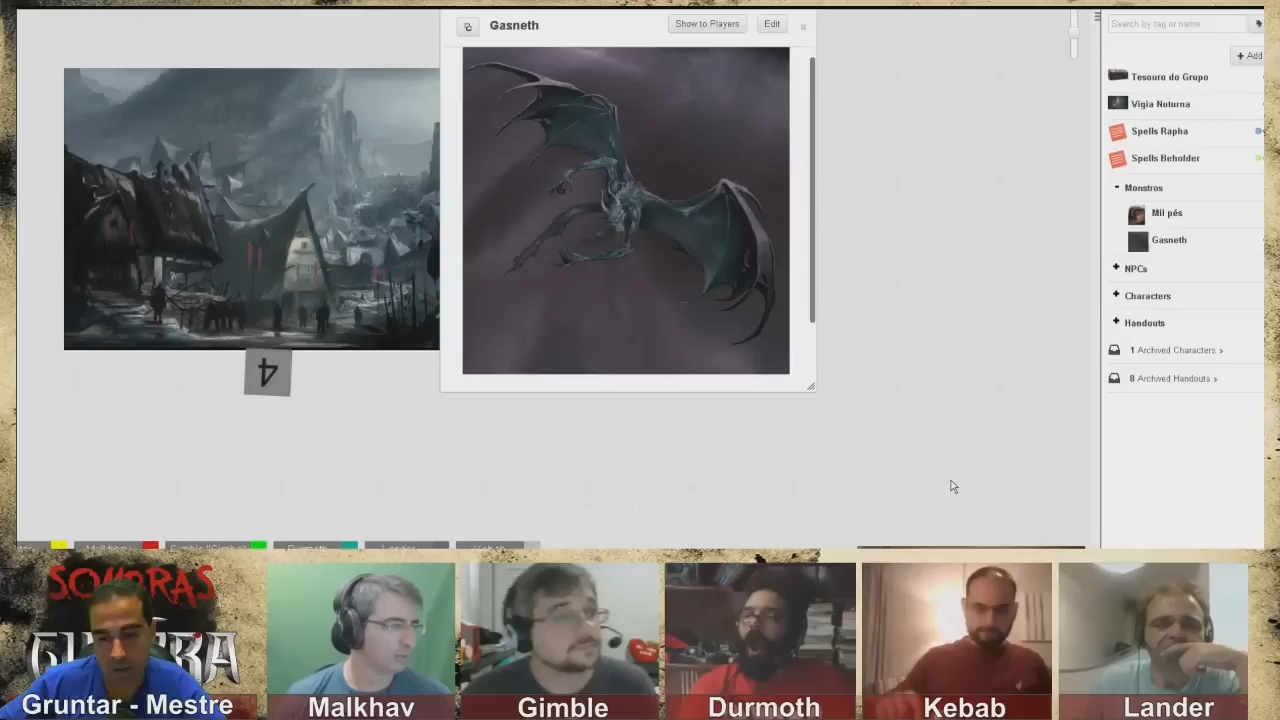 Gasneth
Show to Players
Edit
Search by tag or name...
+ Add
Tesouro do Grupo
Vigia Noturna
Spells Rapha
Spells Beholder
- Monstros
Mil pés
Gasneth
+ NPCs
+ Characters
+ Handouts
1 Archived Characters >
8 Archived Handouts >
4
SOMBRAS
Gruntar - Mestre
Malkhav
Gimble
Durmoth
Kebab
Lander